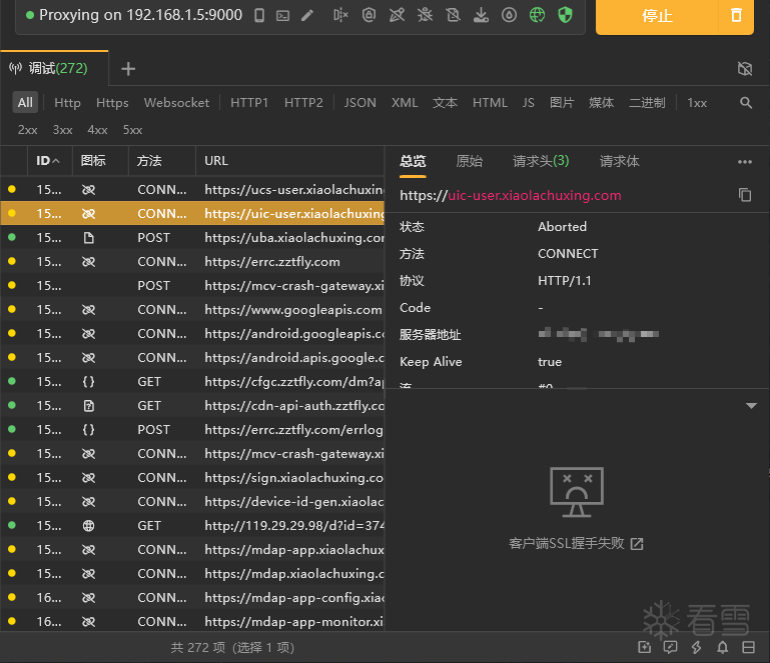 Proxying on 192.168.1.5:9000
停止
调试(272)
All Http Https Websocket HTTP1 HTTP2 JSON XML 文本 HTML JS 图片 媒体 二进制 1xx
2xx 3xx 4xx 5xx
ID 图标 方法 URL
总览 原始 请求头(3) 请求体
15... CONN... https://ucs-user.xiaolachuxin
15... CONN... https://uic-user.xiaolachuxing
15... POST https://uba.xiaolachuxing.cor
15... CONN... https://errc.zztfly.com
15... POST https://mcv-crash-gateway.xi
15... CONN... https://www.googleapis.com
15... CONN... https://android.googleapis.c
15... CONN... https://android.apis.google.c
15... { } GET https://cfgc.zztfly.com/dm?a
15... GET https://cdn-api-auth.zztfly.co
15... { } POST https://errc.zztfly.com/errlog
15... CONN... https://mcv-crash-gateway.xi
15... CONN... https://sign.xiaolachuxing.co
15... CONN... https://device-id-gen.xiaolac
15... GET http://119.29.29.98/d?id=374
15... CONN... https://mdap-app.xiaolachux
15... CONN... https://mdap.xiaolachuxing.c
16... CONN... https://mdap-app-config.xiao
16... CONN... https://mdap-app-monitor.xi
https://uic-user.xiaolachuxing.com
状态 Aborted
方法 CONNECT
协议 HTTP/1.1
Code -
服务器地址
Keep Alive true
流 #0
客户端SSL握手失败
看雪
共 272 项 (选择 1 项)